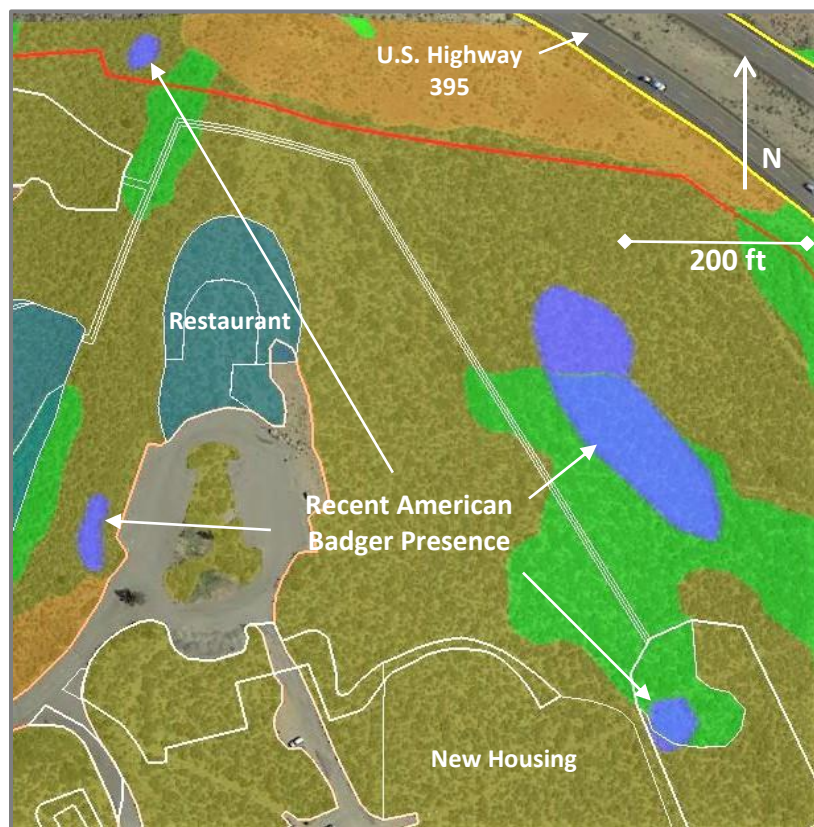 U.S. Highway
395
N
200 ft
Restaurant
Recent American
Badger Presence
New Housing